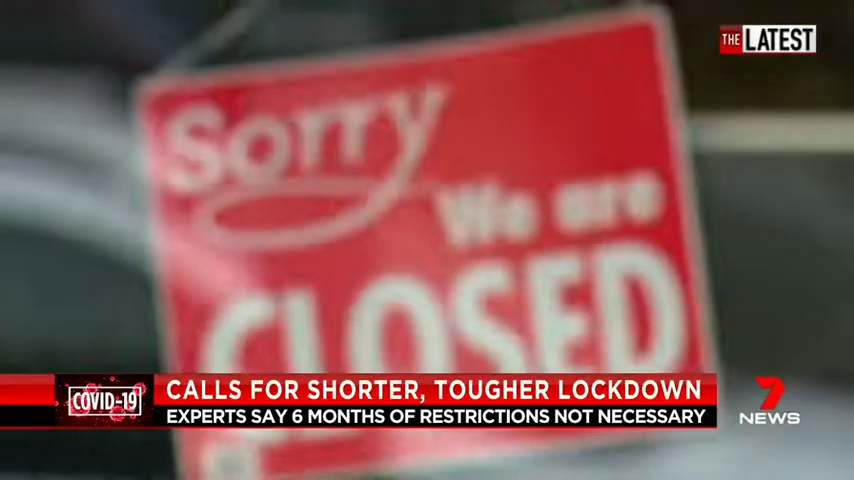 THE LATEST
Sorry
We are
CLOSED
COVID-19
CALLS FOR SHORTER, TOUGHER LOCKDOWN
EXPERTS SAY 6 MONTHS OF RESTRICTIONS NOT NECESSARY
7
NEWS